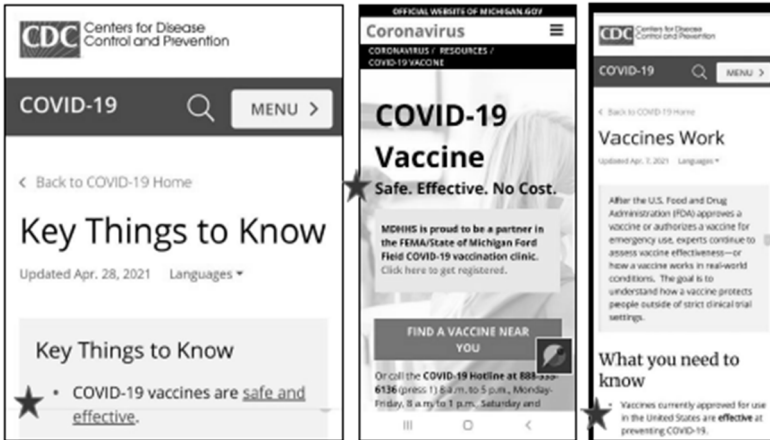 CDC
Centers for Disease
Control and Prevention
COVID-19
MENU >
< Back to COVID-19 Home
Key Things to Know
Updated Apr. 28, 2021 Languages
Key Things to Know
• COVID-19 vaccines are safe and
effective.
OFFICIAL WEBSITE OF MICHIGAN.GOV
Coronavirus
CORONAVIRUS / RESOURCES /
COVID-19 VACCINE
COVID-19
Vaccine
Safe. Effective. No Cost.
MDHHS is proud to be a partner in
the FEMA/State of Michigan Ford
Field COVID-19 vaccination clinic.
Click here to get registered.
FIND A VACCINE NEAR
YOU
Or call the COVID-19 Hotline at 888-535-
6136 (press 1) 8 a.m. to 5 p.m., Monday-
Friday, 8 a.m. to 1 p.m. Saturday and
CDC
Centers for Disease
Control and Prevention
COVID-19
MENU >
< Back to COVID-19 Home
Vaccines Work
Updated Apr. 7, 2021 Languages
After the U.S. Food and Drug
Administration (FDA) approves a
vaccine or authorizes a vaccine for
emergency use, experts continue to
assess vaccine effectiveness—or
how a vaccine works in real-world
conditions. The goal is to
understand how a vaccine protects
people outside of strict clinical trial
settings.
What you need to
know
• Vaccines currently approved for use
in the United States are effective at
preventing COVID-19.